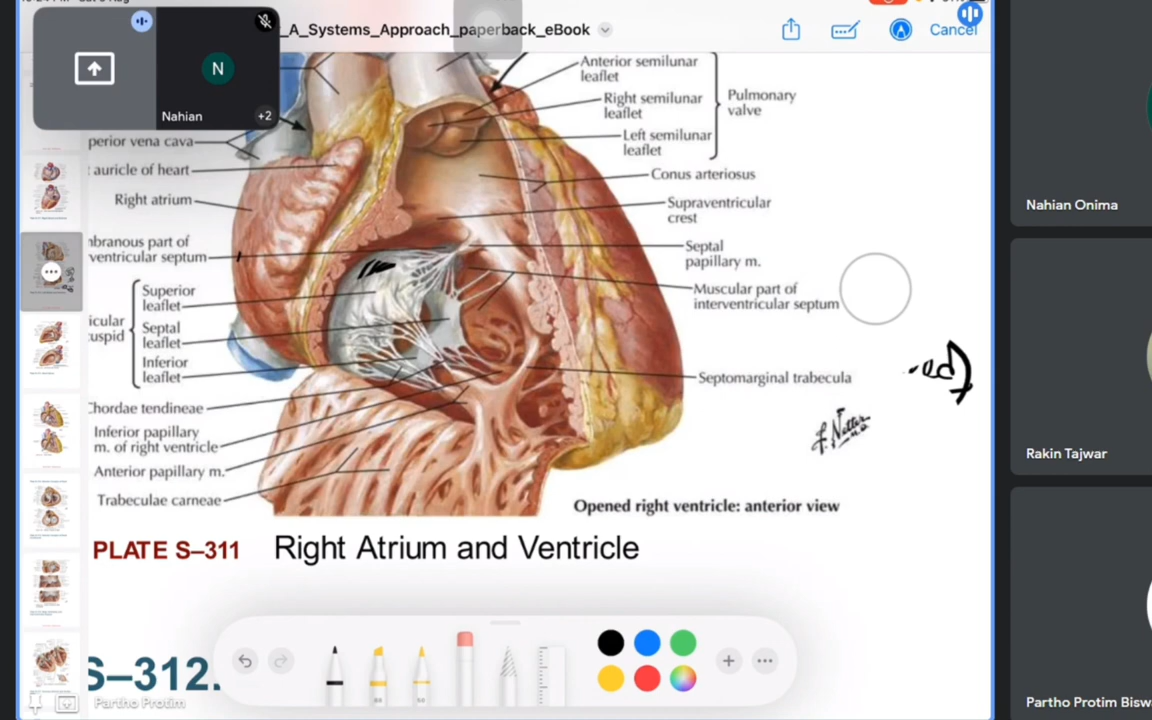 _A_Systems_Approach_paperback_eBook
Cancel
N
Nahian
+2
Anterior semilunar
leaflet
Right semilunar
leaflet
Left semilunar
leaflet
Pulmonary
valve
Conus arteriosus
Supraventricular
crest
Septal
papillary m.
Muscular part of
interventricular septum
Septomarginal trabecula
perior vena cava
auricle of heart
Right atrium
nbranous part of
ventricular septum
icular
cuspid
Superior
leaflet
Septal
leaflet
Inferior
leaflet
Chordae tendineae
Inferior papillary
m. of right ventricle
Anterior papillary m.
Trabeculae carneae
F. Netter
M.D.
Opened right ventricle: anterior view
PLATE S–311 Right Atrium and Ventricle
S–312.
Partho Protim
Nahian Onima
Rakin Tajwar
Partho Protim Bisw